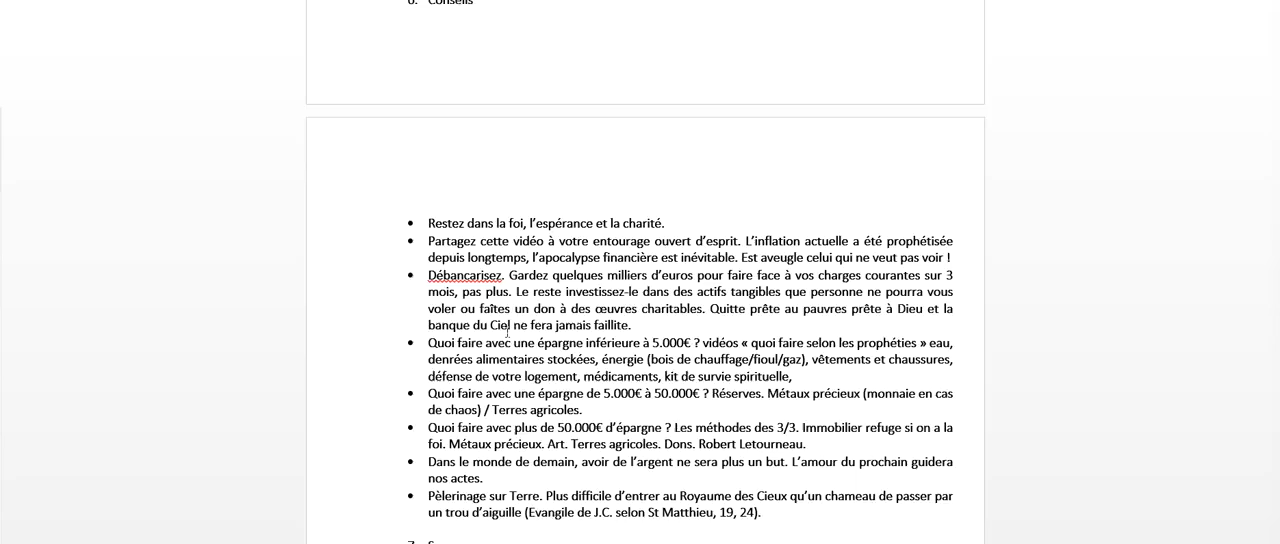 6. Conseils
• Restez dans la foi, l'espérance et la charité.
• Partagez cette vidéo à votre entourage ouvert d'esprit. L'inflation actuelle a été prophétisée
depuis longtemps, l'apocalypse financière est inévitable. Est aveugle celui qui ne veut pas voir !
• Débancarisez. Gardez quelques milliers d'euros pour faire face à vos charges courantes sur 3
mois, pas plus. Le reste investissez-le dans des actifs tangibles que personne ne pourra vous
voler ou faîtes un don à des œuvres charitables. Quitte prête au pauvres prête à Dieu et la
banque du Ciel ne fera jamais faillite.
• Quoi faire avec une épargne inférieure à 5.000€ ? vidéos « quoi faire selon les prophéties » eau,
denrées alimentaires stockées, énergie (bois de chauffage/fioul/gaz), vêtements et chaussures,
défense de votre logement, médicaments, kit de survie spirituelle,
• Quoi faire avec une épargne de 5.000€ à 50.000€ ? Réserves. Métaux précieux (monnaie en cas
de chaos) / Terres agricoles.
• Quoi faire avec plus de 50.000€ d'épargne ? Les méthodes des 3/3. Immobilier refuge si on a la
foi. Métaux précieux. Art. Terres agricoles. Dons. Robert Letourneau.
• Dans le monde de demain, avoir de l'argent ne sera plus un but. L'amour du prochain guidera
nos actes.
• Pèlerinage sur Terre. Plus difficile d'entrer au Royaume des Cieux qu'un chameau de passer par
un trou d'aiguille (Evangile de J.C. selon St Matthieu, 19, 24).